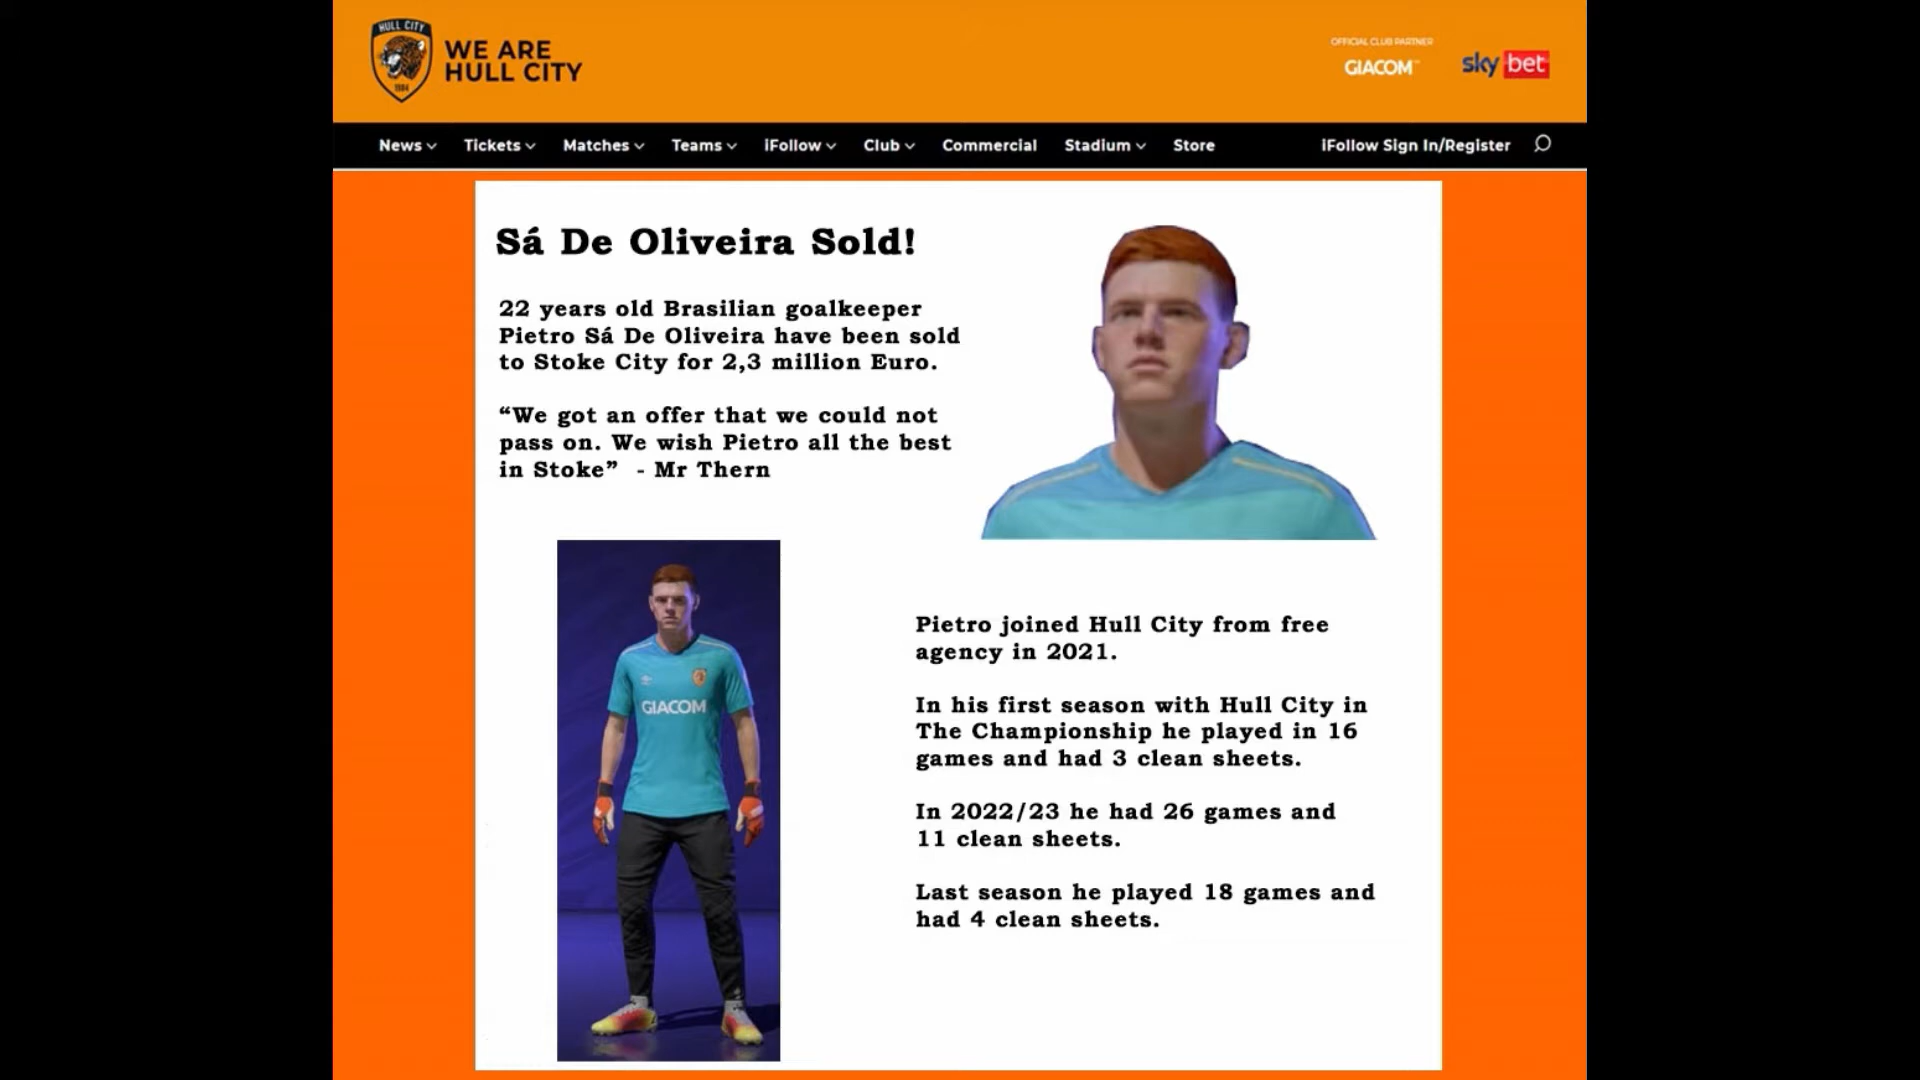 HULL CITY
1904
WE ARE
HULL CITY
OFFICIAL CLUB PARTNER
GIACOM™
sky bet
News
Tickets
Matches
Teams
iFollow
Club
Commercial
Stadium
Store
iFollow Sign In/Register
Sá De Oliveira Sold!
22 years old Brasilian goalkeeper
Pietro Sá De Oliveira have been sold
to Stoke City for 2,3 million Euro.
“We got an offer that we could not
pass on. We wish Pietro all the best
in Stoke” - Mr Thern
GIACOM
Pietro joined Hull City from free
agency in 2021.
In his first season with Hull City in
The Championship he played in 16
games and had 3 clean sheets.
In 2022/23 he had 26 games and
11 clean sheets.
Last season he played 18 games and
had 4 clean sheets.